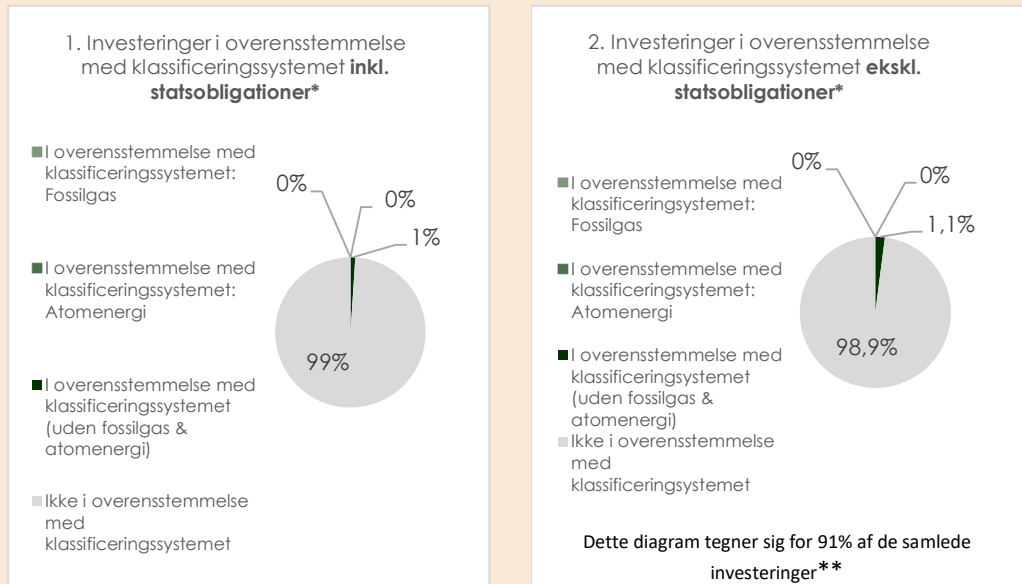 1. Investeringer i overensstemmelse
med klassificeringssystemet inkl.
statsobligationer*
I overensstemmelse med
klassificeringssystemet:
Fossilgas
I overensstemmelse med
klassificeringssystemet:
Atomenergi
I overensstemmelse med
klassificeringssystemet
(uden fossilgas &
atomenergi)
Ikke i overensstemmelse
med
klassificeringsystemet
0%
0%
1%
99%
2. Investeringer i overensstemmelse
med klassificeringssystemet ekskl.
statsobligationer*
I overensstemmelse med
klassificeringssystemet:
Fossilgas
I overensstemmelse med
klassificeringssystemet:
Atomenergi
I overensstemmelse med
klassificeringssystemet
(uden fossilgas &
atomenergi)
Ikke i overensstemmelse
med
klassificeringsystemet
0%
0%
1,1%
98,9%
Dette diagram tegner sig for 91% af de samlede
investeringer**